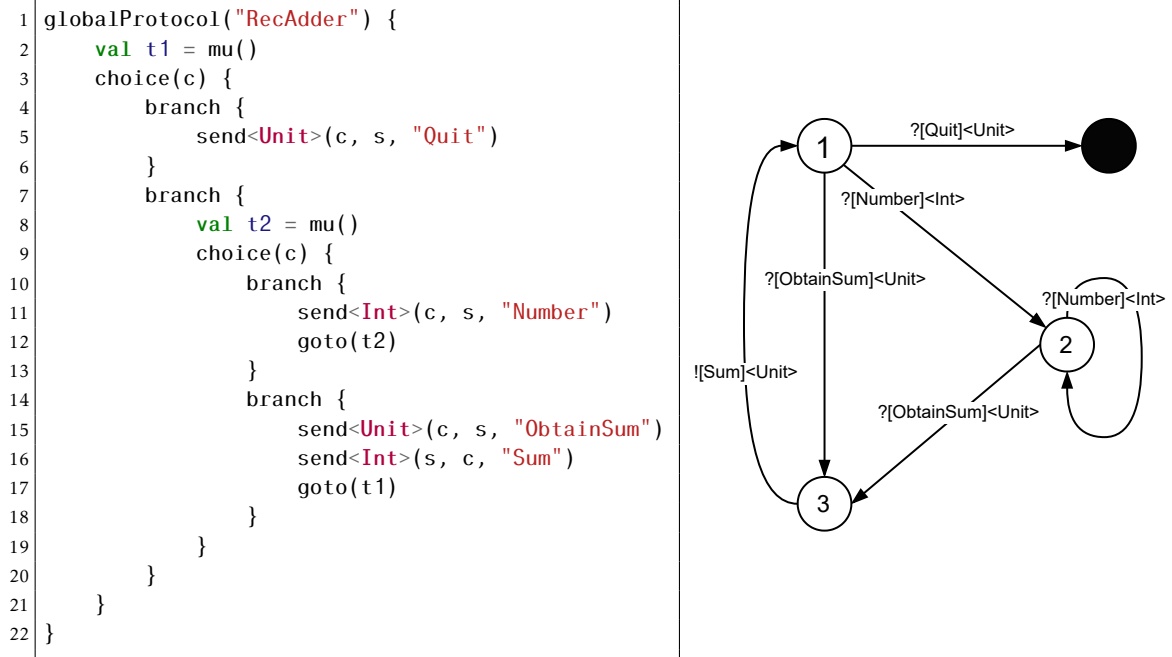 1 globalProtocol("RecAdder") {
2 val t1 = mu()
3 choice(c) {
4 branch {
5 send<Unit>(c, s, "Quit")
6 }
7 branch {
8 val t2 = mu()
9 choice(c) {
10 branch {
11 send<Int>(c, s, "Number")
12 goto(t2)
13 }
14 branch {
15 send<Unit>(c, s, "ObtainSum")
16 send<Int>(s, c, "Sum")
17 goto(t1)
18 }
19 }
20 }
21 }
22 }
?[Quit]<Unit>
1
?[Number]<Int>
?[ObtainSum]<Unit>
?[Number]<Int>
2
![Sum]<Unit>
?[ObtainSum]<Unit>
3